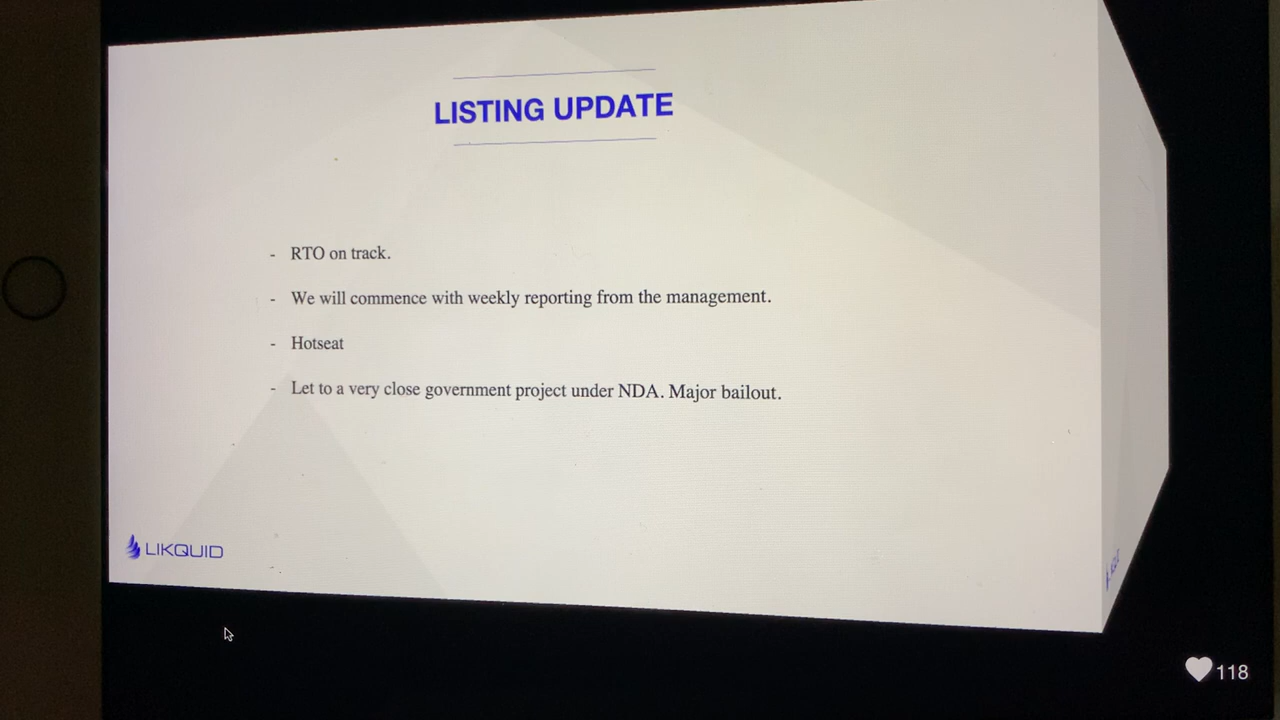 LISTING UPDATE
- RTO on track.
- We will commence with weekly reporting from the management.
- Hotseat
- Let to a very close government project under NDA. Major bailout.
LIKQUID
118